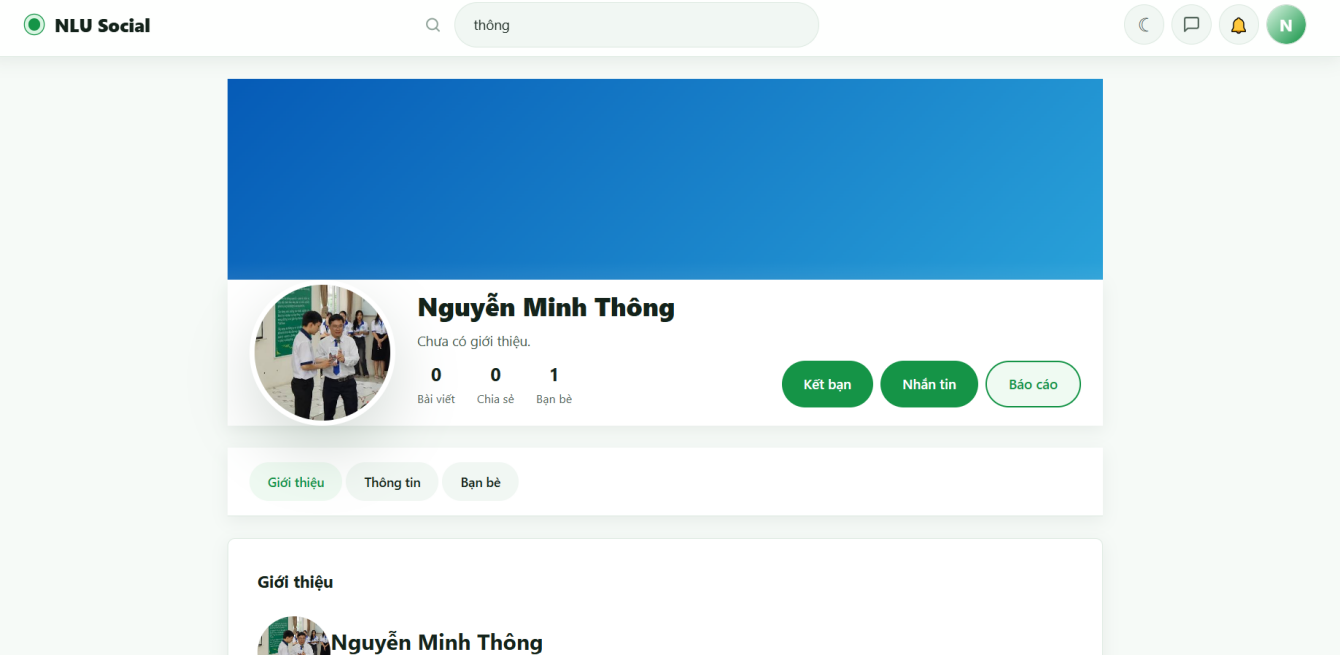 NLU Social
thông
N
Nguyễn Minh Thông
Chưa có giới thiệu.
0 0 1
Bài viết Chia sẻ Bạn bè
Kết bạn Nhắn tin Báo cáo
Giới thiệu Thông tin Bạn bè
Giới thiệu
Nguyễn Minh Thông